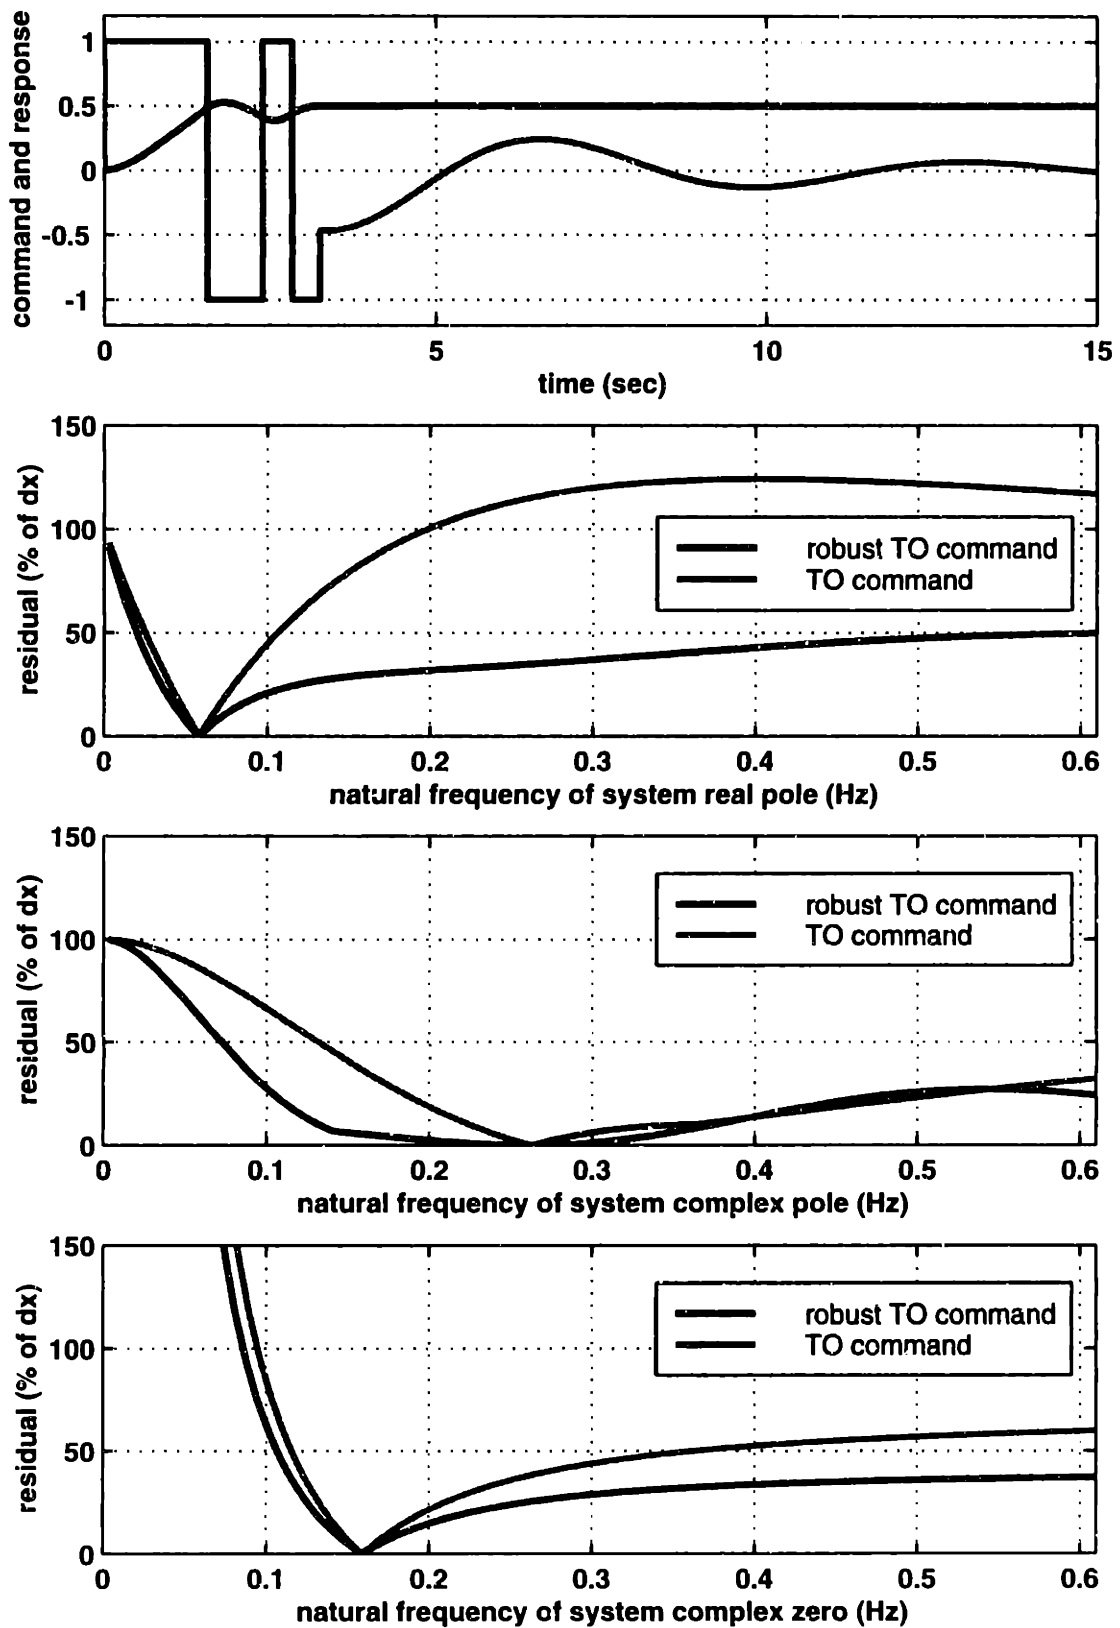 command and response
1
0.5
0
-0.5
-1
0 5 10 15
time (sec)
residual (% of dx)
150
100
50
0
robust TO command
TO command
0 0.1 0.2 0.3 0.4 0.5 0.6
natural frequency of system real pole (Hz)
residual (% of dx)
150
100
50
0
robust TO command
TO command
0 0.1 0.2 0.3 0.4 0.5 0.6
natural frequency of system complex pole (Hz)
residual (% of dx)
150
100
50
0
robust TO command
TO command
0 0.1 0.2 0.3 0.4 0.5 0.6
natural frequency of system complex zero (Hz)